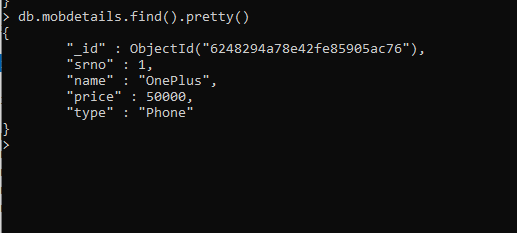 }
> db.mobdetails.find().pretty()
{
"_id" : ObjectId("6248294a78e42fe85905ac76"),
"srno" : 1,
"name" : "OnePlus",
"price" : 50000,
"type" : "Phone"
}
>